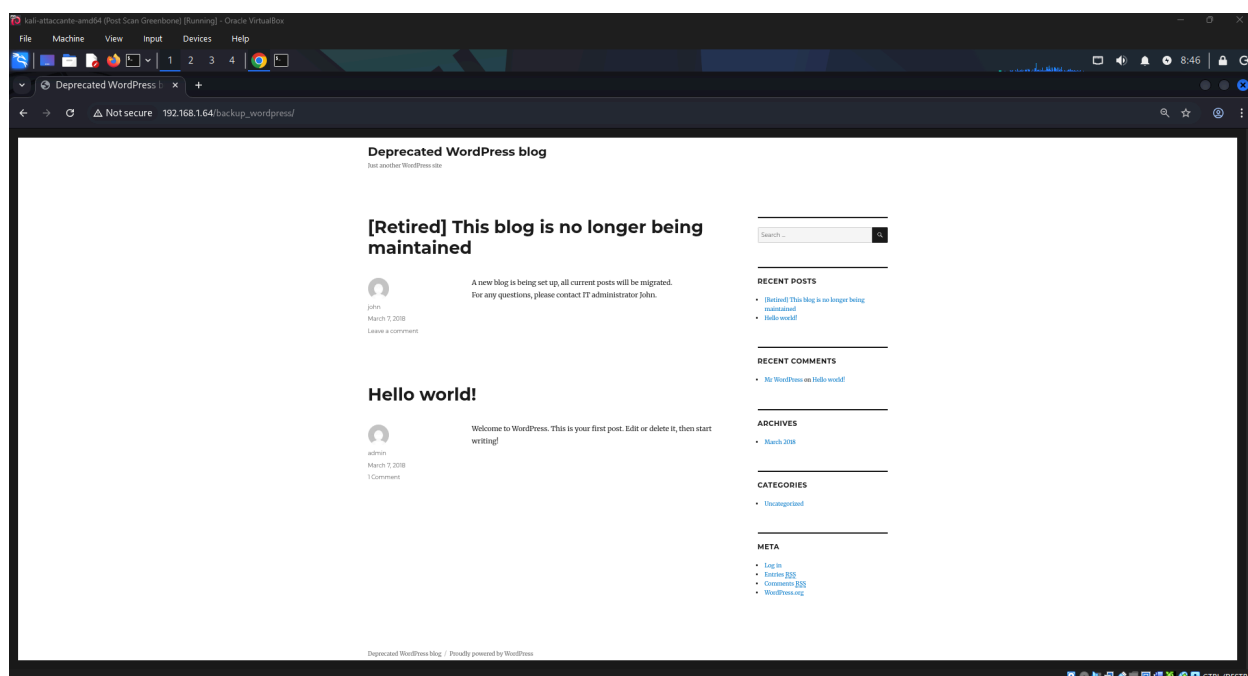 kali-attaccante-amd64 (Post Scan Greenbone) [Running] - Oracle VirtualBox
File Machine View Input Devices Help
1 2 3 4 8:46
Deprecated WordPress b
Not secure 192.168.1.64/backup_wordpress/
Deprecated WordPress blog
Just another WordPress site
[Retired] This blog is no longer being
maintained
john
March 7, 2018
Leave a comment
A new blog is being set up, all current posts will be migrated.
For any questions, please contact IT administrator John.
Hello world!
admin
March 7, 2018
1 Comment
Welcome to WordPress. This is your first post. Edit or delete it, then start
writing!
Search …
RECENT POSTS
[Retired] This blog is no longer being
maintained
Hello world!
RECENT COMMENTS
Mr WordPress on Hello world!
ARCHIVES
March 2018
CATEGORIES
Uncategorized
META
Log in
Entries RSS
Comments RSS
WordPress.org
Deprecated WordPress blog / Proudly powered by WordPress